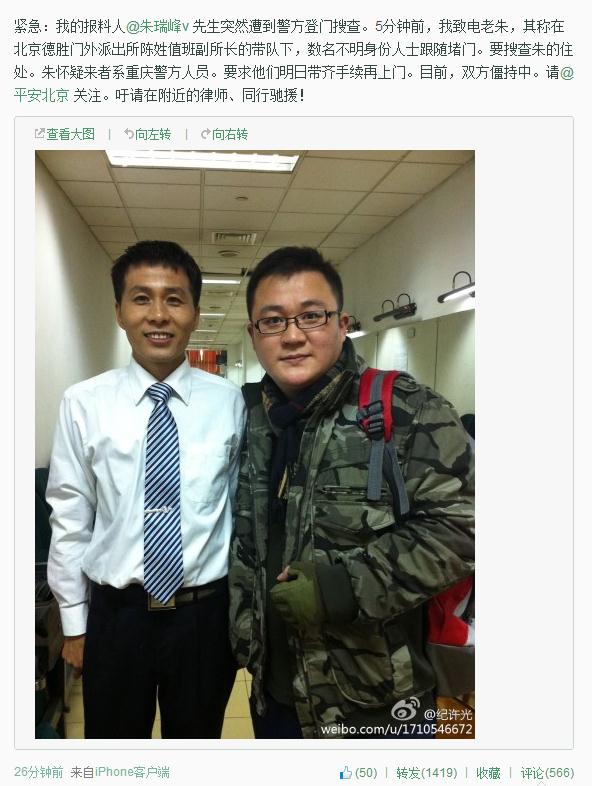 紧急：我的报料人@朱瑞峰v 先生突然遭到警方登门搜查。5分钟前，我致电老朱，其称在
北京德胜门外派出所陈姓值班副所长的带队下，数名不明身份人士跟随堵门。要搜查朱的住
处。朱怀疑来者系重庆警方人员。要求他们明日带齐手续再上门。目前，双方僵持中。请@
平安北京 关注。吁请在附近的律师、同行驰援！
查看大图 | 向左转 | 向右转
@纪许光
weibo.com/u/1710546672
26分钟前 来自iPhone客户端 (50) | 转发(1419) | 收藏 | 评论(566)